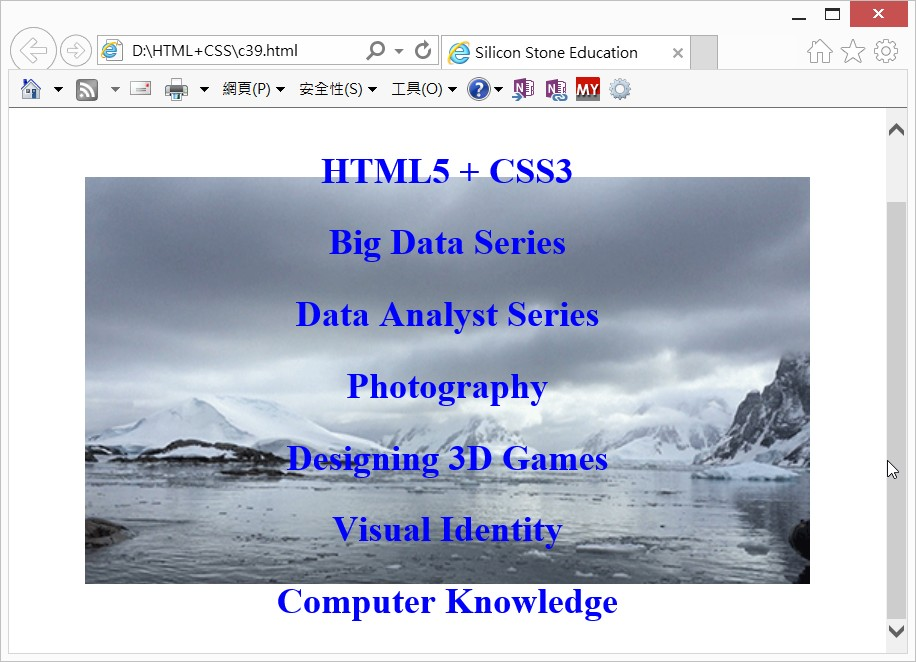 D:\HTML+CSS\c39.html
Silicon Stone Education
網頁(P) 安全性(S) 工具(O) ? N N MY
HTML5 + CSS3
Big Data Series
Data Analyst Series
Photography
Designing 3D Games
Visual Identity
Computer Knowledge